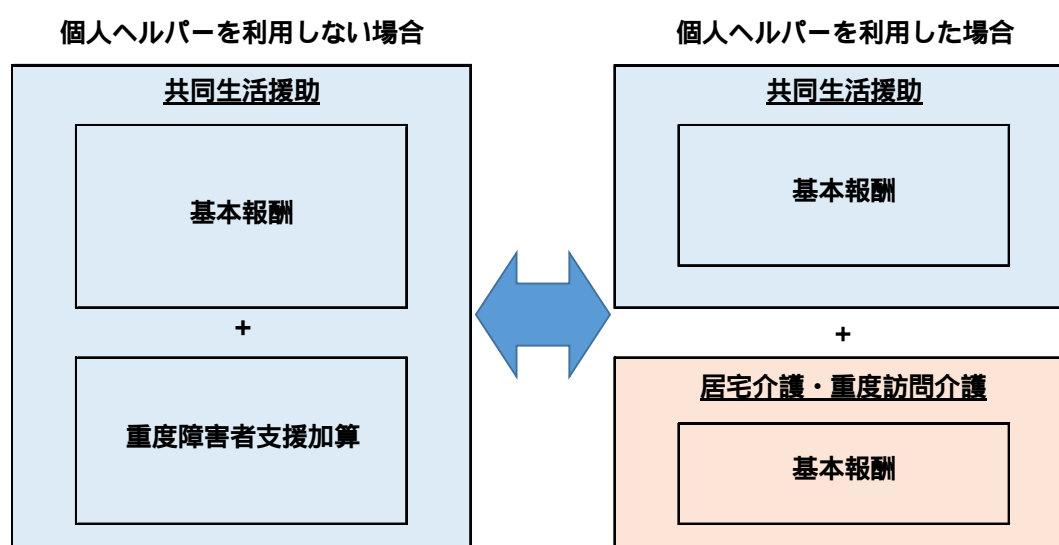 個人ヘルパーを利用しない場合
共同生活援助
基本報酬
+
重度障害者支援加算
個人ヘルパーを利用した場合
共同生活援助
基本報酬
+
居宅介護・重度訪問介護
基本報酬